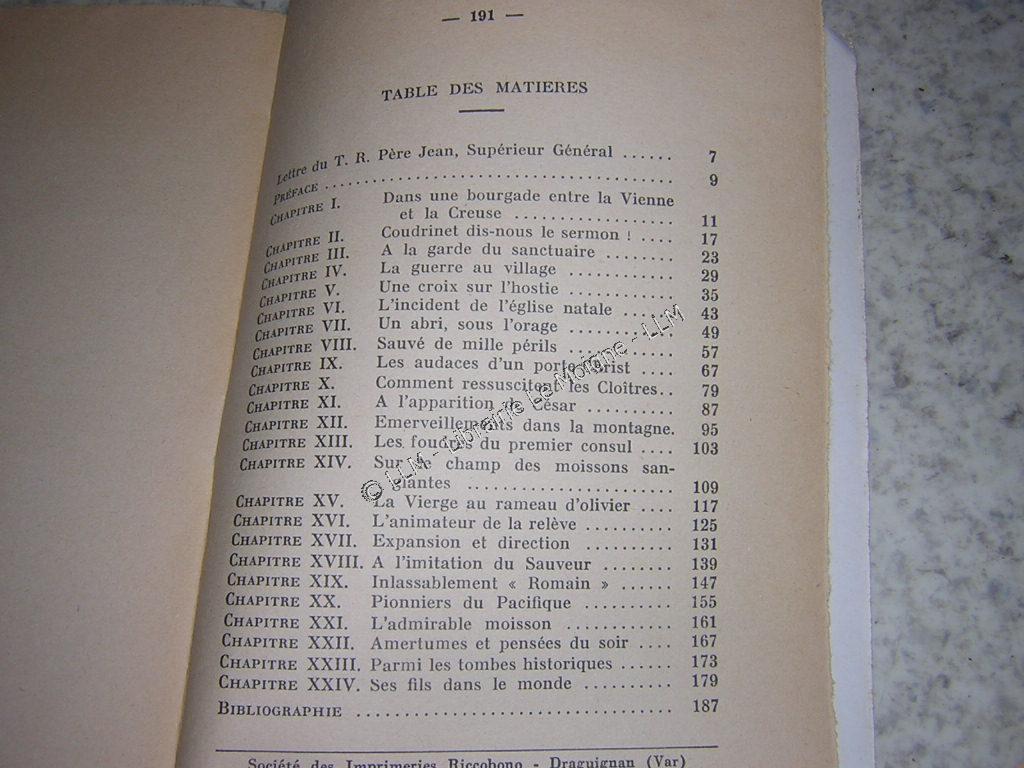 — 191 —
TABLE DES MATIERES
Lettre du T. R. Père Jean, Supérieur Général ...... 7
PRÉFACE ........................................ 9
CHAPITRE I. Dans une bourgade entre la Vienne
et la Creuse .................. 11
CHAPITRE II. Coudrinet dis-nous le sermon ! .... 17
CHAPITRE III. A la garde du sanctuaire ........ 23
CHAPITRE IV. La guerre au village ............ 29
CHAPITRE V. Une croix sur l'hostie ............ 35
CHAPITRE VI. L'incident de l'église natale ...... 43
CHAPITRE VII. Un abri, sous l'orage ............ 49
CHAPITRE VIII. Sauvé de mille périls ............ 57
CHAPITRE IX. Les audaces d'un porte-Christ .... 67
CHAPITRE X. Comment ressuscitent les Cloîtres.. 79
CHAPITRE XI. A l'apparition de César .......... 87
CHAPITRE XII. Emerveillements dans la montagne. 95
CHAPITRE XIII. Les foudres du premier consul .... 103
CHAPITRE XIV. Sur le champ des moissons san-
glantes ...................... 109
CHAPITRE XV. La Vierge au rameau d'olivier .... 117
CHAPITRE XVI. L'animateur de la relève .......... 125
CHAPITRE XVII. Expansion et direction .......... 131
CHAPITRE XVIII. A l'imitation du Sauveur ........ 139
CHAPITRE XIX. Inlassablement « Romain » ...... 147
CHAPITRE XX. Pionniers du Pacifique .......... 155
CHAPITRE XXI. L'admirable moisson ............ 161
CHAPITRE XXII. Amertumes et pensées du soir .... 167
CHAPITRE XXIII. Parmi les tombes historiques ...... 173
CHAPITRE XXIV. Ses fils dans le monde .......... 179
BIBLIOGRAPHIE .................................... 187
Société des Imprimeries Riccobono - Draguignan (Var)
© LLM - Librairie Le Moigne - LLM